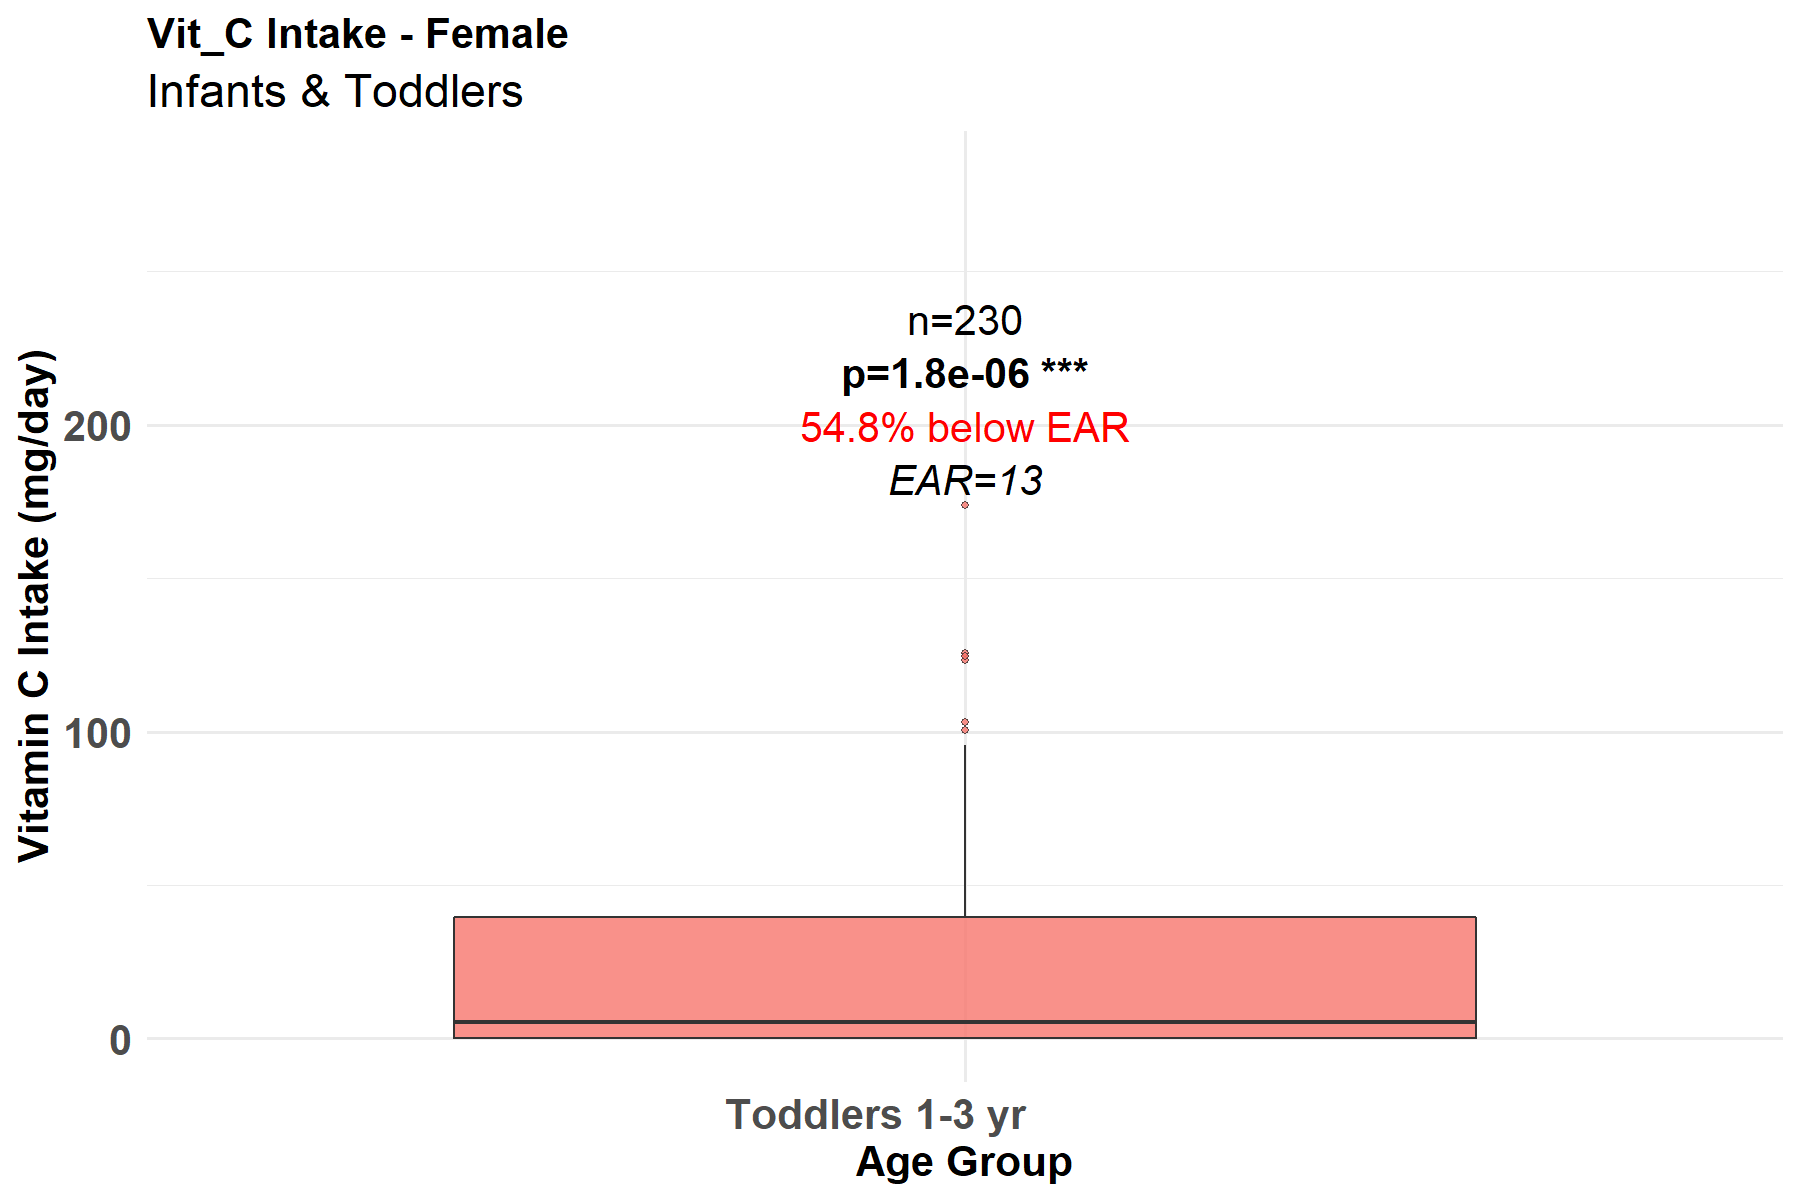 Vit_C Intake - Female
Infants & Toddlers
n=230
p=1.8e-06 ***
54.8% below EAR
EAR=13
Vitamin C Intake (mg/day)
200
100
0
Toddlers 1-3 yr
Age Group